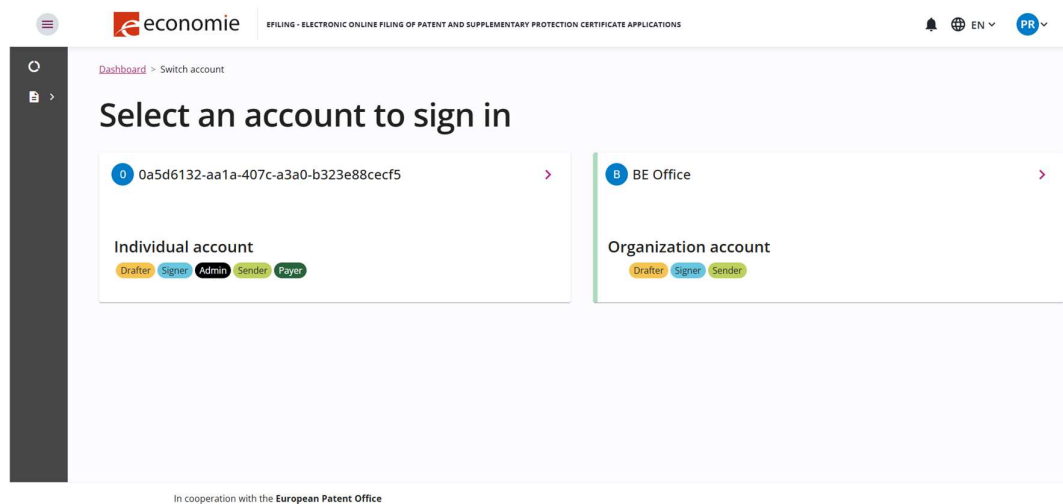 economie
EFILING - ELECTRONIC ONLINE FILING OF PATENT AND SUPPLEMENTARY PROTECTION CERTIFICATE APPLICATIONS
EN
PR
Dashboard > Switch account
Select an account to sign in
0 0a5d6132-aa1a-407c-a3a0-b323e88cecf5
Individual account
Drafter Signer Admin Sender Payer
B BE Office
Organization account
Drafter Signer Sender
In cooperation with the European Patent Office